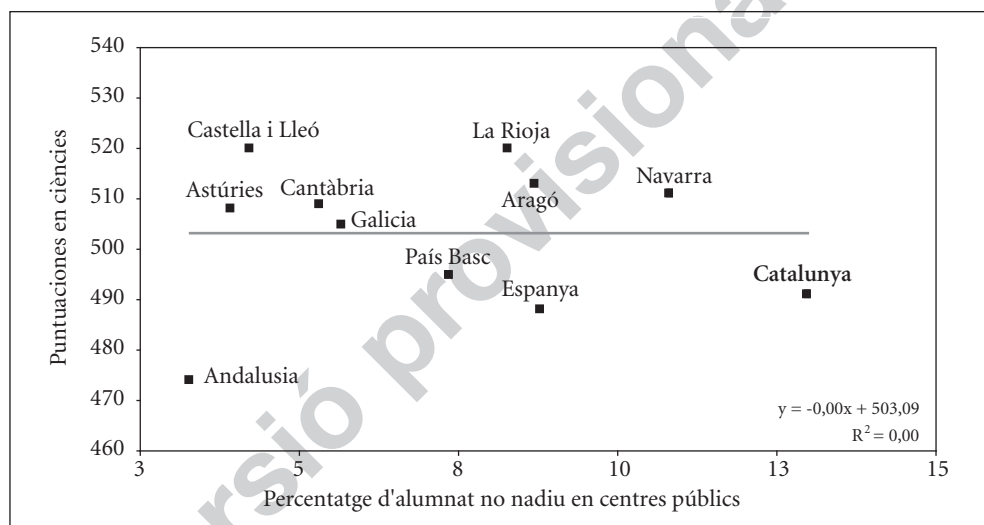 540
530
520
510
500
490
480
470
460
Puntuaciones en ciències
Castella i Lleó
La Rioja
Astúries
Cantàbria
Galicia
Aragó
Navarra
País Basc
Espanya
Catalunya
Andalusia
y = -0,00x + 503,09
R² = 0,00
3
5
8
10
13
15
Percentatge d'alumnat no nadiu en centres públics
rsió provisiona